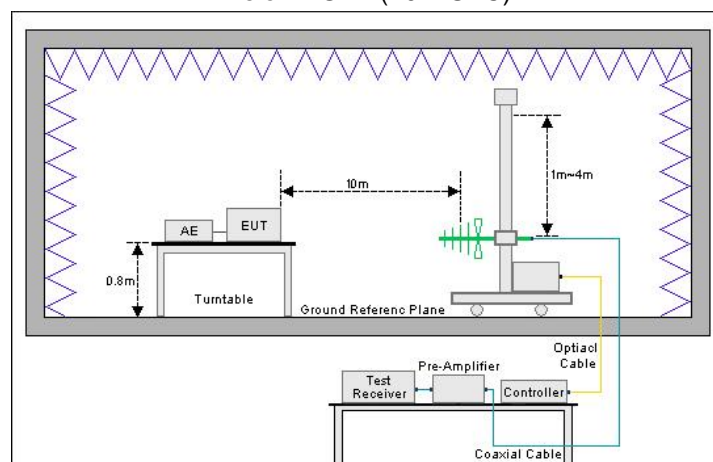 10m
1m~4m
AE
EUT
0.8m
Turntable
Ground Referenc Plane
Optiacl
Cable
Pre-Amplifier
Test
Receiver
Controller
Coaxial Cable